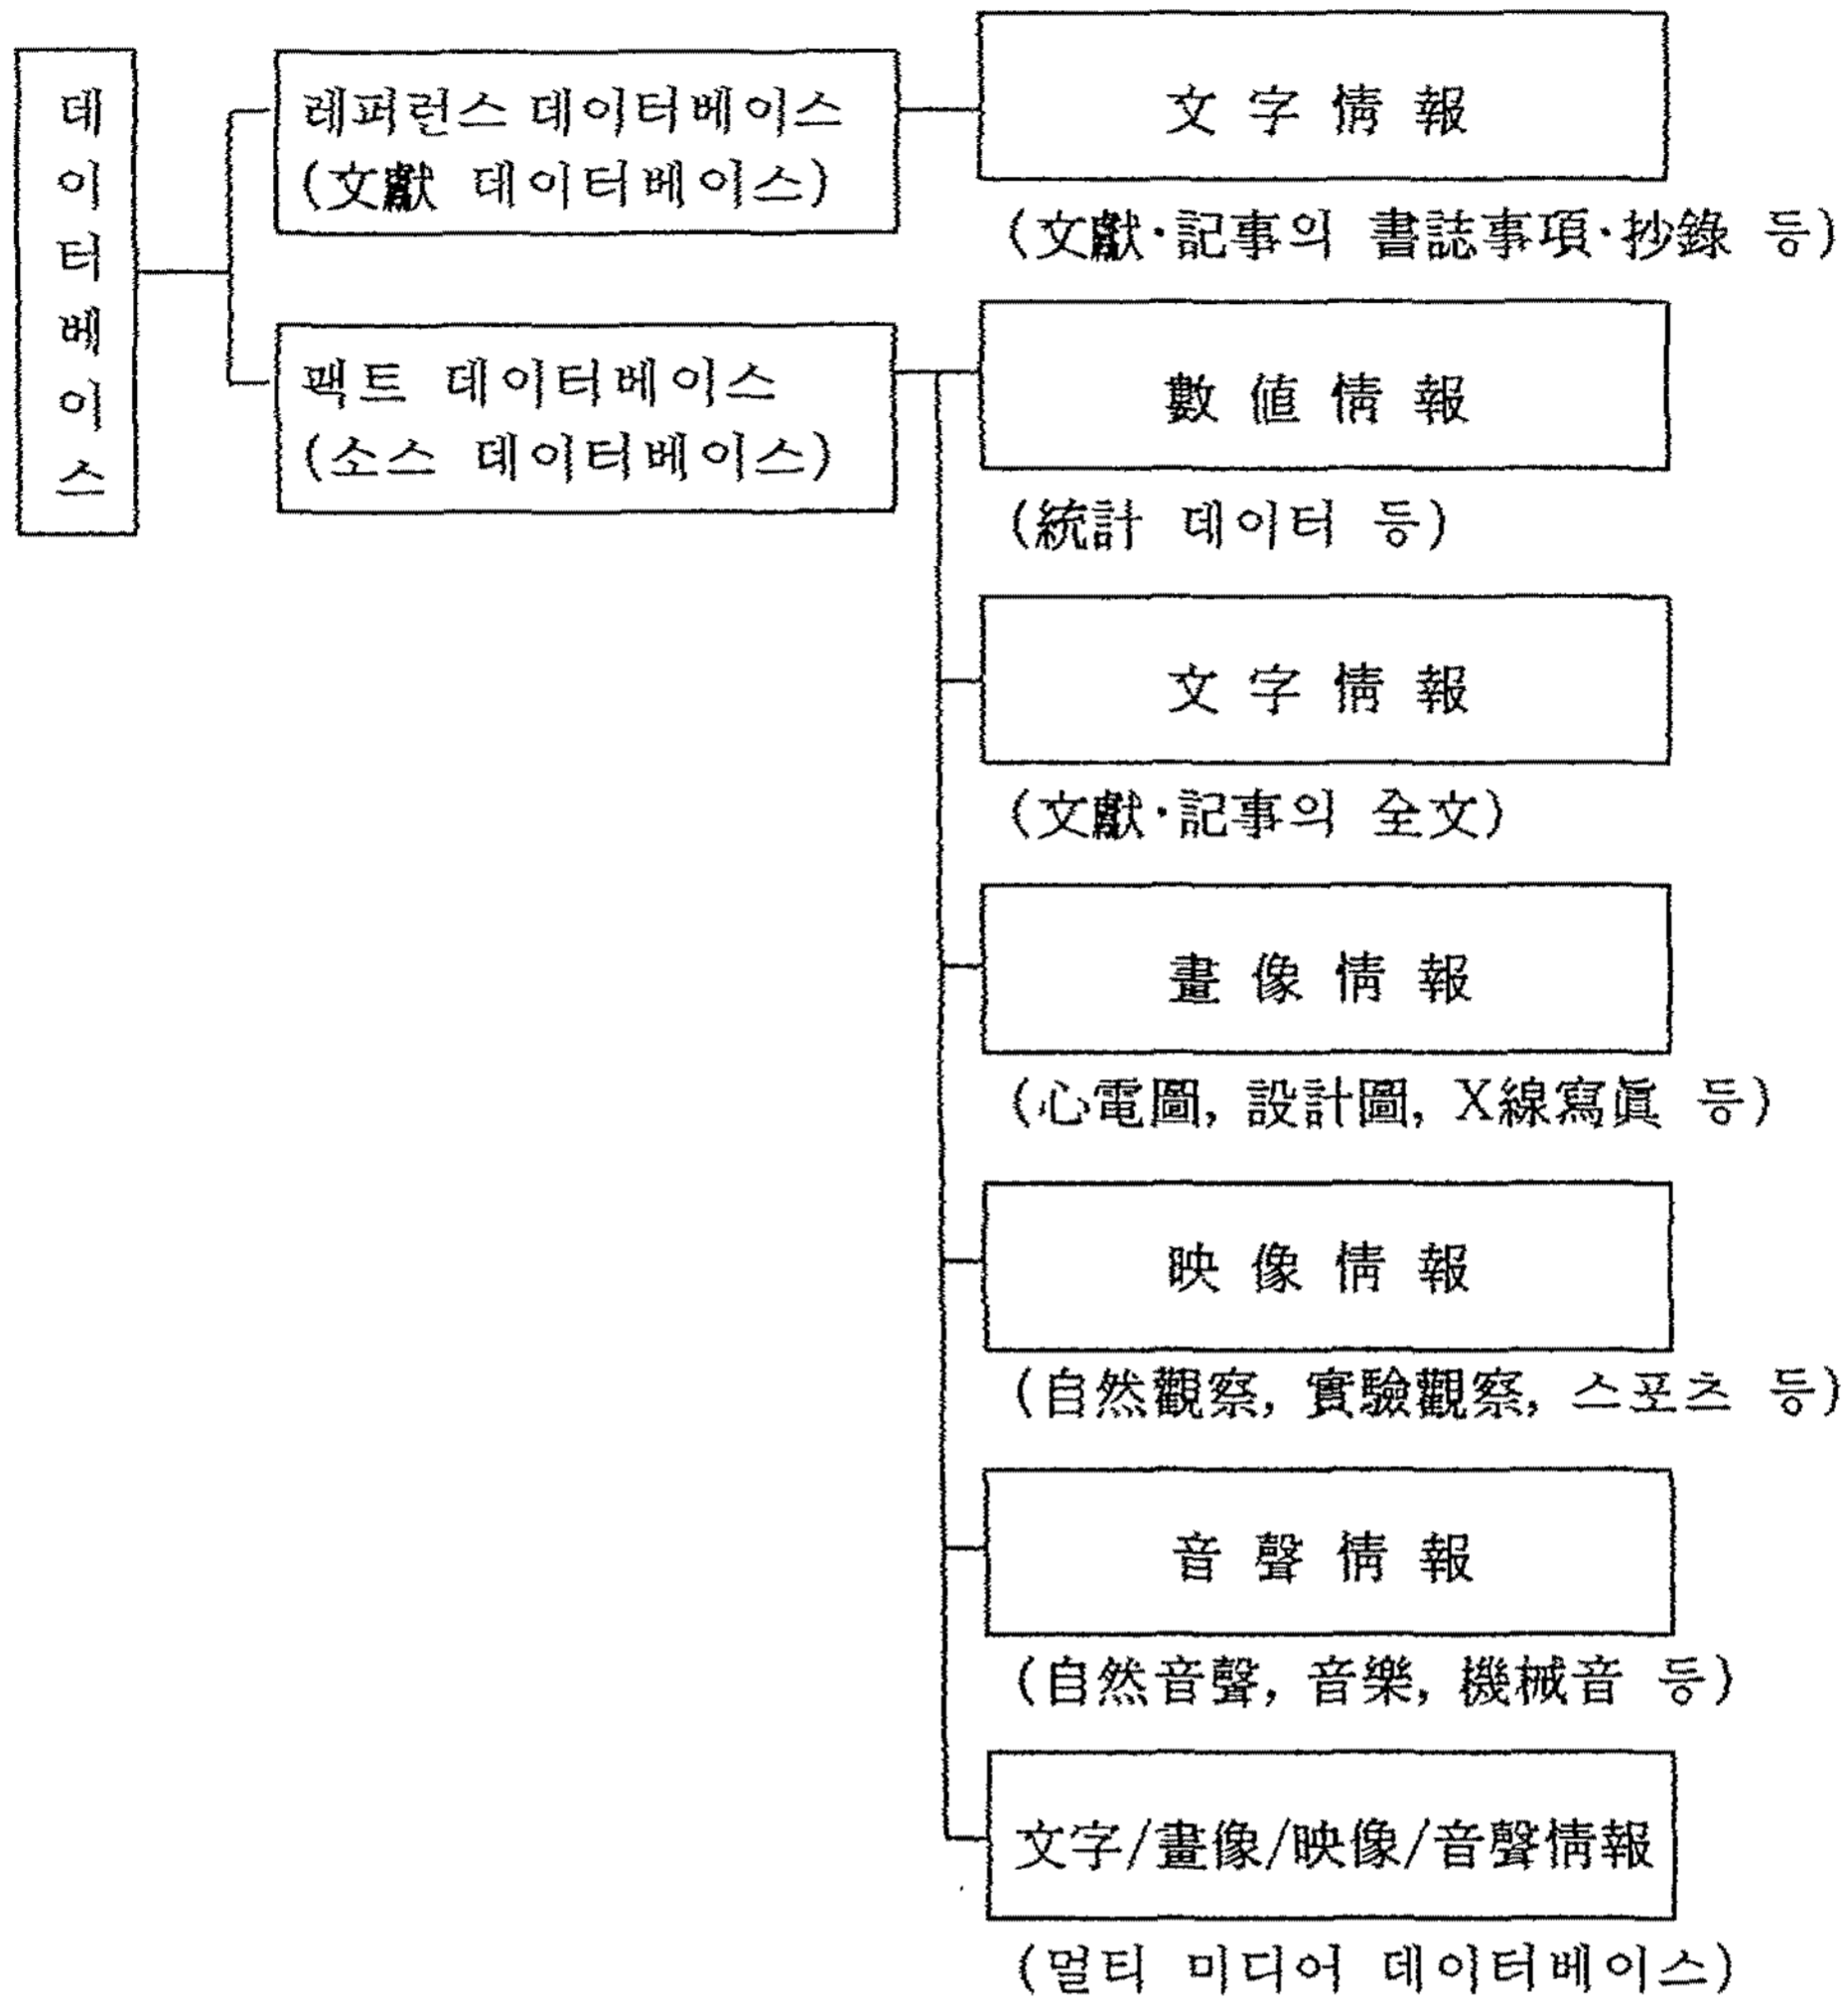 데이터베이스
레퍼런스 데이터베이스
(文獻 데이터베이스)
文字情報
(文獻·記事의 書誌事項·抄錄 등)
팩트 데이터베이스
(소스 데이터베이스)
數値情報
(統計 데이터 등)
文字情報
(文獻·記事의 全文)
畫像情報
(心電圖, 設計圖, X線寫眞 등)
映像情報
(自然觀察, 實驗觀察, 스포츠 등)
音聲情報
(自然音聲, 音樂, 機械音 등)
文字/畫像/映像/音聲情報
(멀티 미디어 데이터베이스)